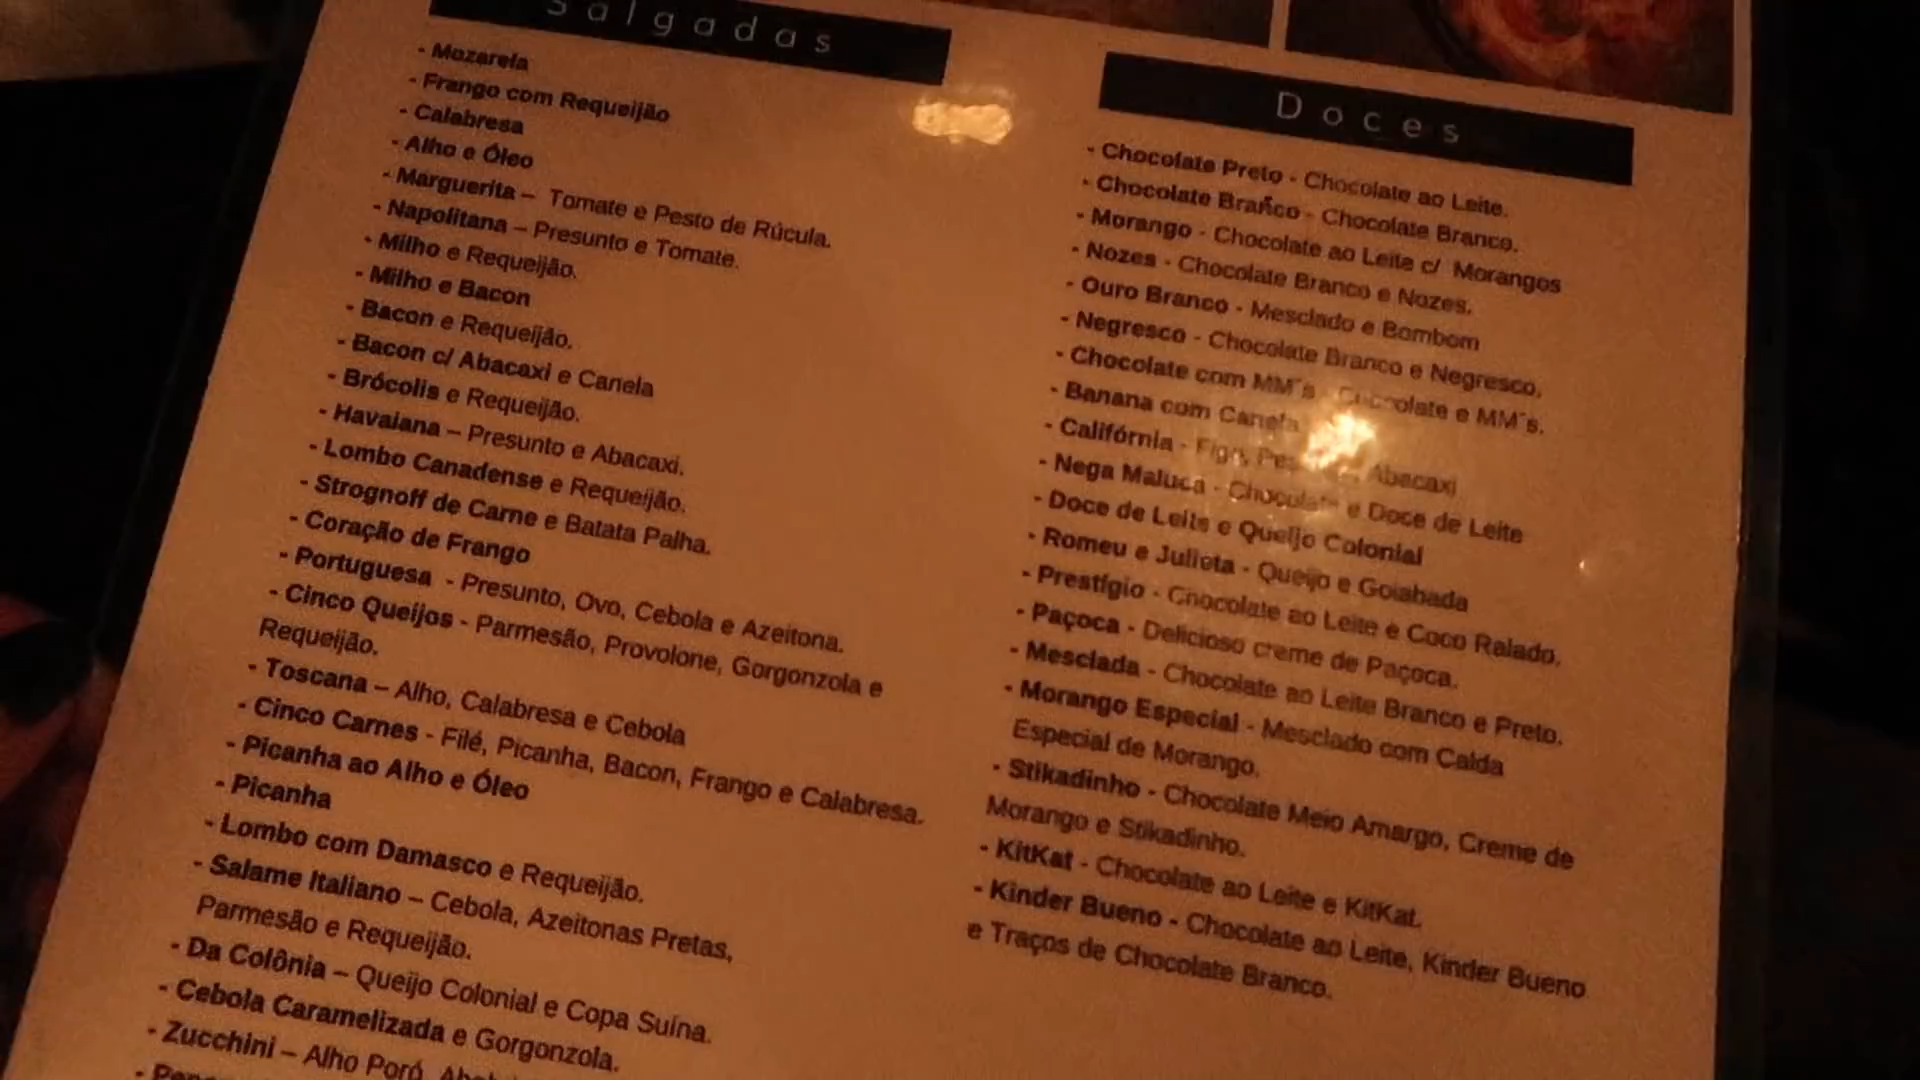 Salgadas
- Mozarela
- Frango com Requeijão
- Calabresa
- Alho e Óleo
- Marguerita – Tomate e Pesto de Rúcula.
- Napolitana – Presunto e Tomate.
- Milho e Requeijão.
- Milho e Bacon
- Bacon e Requeijão.
- Bacon c/ Abacaxi e Canela
- Brócolis e Requeijão.
- Havaiana – Presunto e Abacaxi.
- Lombo Canadense e Requeijão.
- Strognoff de Carne e Batata Palha.
- Coração de Frango
- Portuguesa - Presunto, Ovo, Cebola e Azeitona.
- Cinco Queijos - Parmesão, Provolone, Gorgonzola e
Requeijão.
- Toscana – Alho, Calabresa e Cebola
- Cinco Carnes - Filé, Picanha, Bacon, Frango e Calabresa.
- Picanha ao Alho e Óleo
- Picanha
- Lombo com Damasco e Requeijão.
- Salame Italiano – Cebola, Azeitonas Pretas,
Parmesão e Requeijão.
- Da Colônia – Queijo Colonial e Copa Suína.
- Cebola Caramelizada e Gorgonzola.
- Zucchini – Alho Poró,
Doces
- Chocolate Preto - Chocolate ao Leite.
- Chocolate Branco - Chocolate Branco.
- Morango - Chocolate ao Leite c/ Morangos
- Nozes - Chocolate Branco e Nozes.
- Ouro Branco - Mesclado e Bombom
- Negresco - Chocolate Branco e Negresco.
- Chocolate com MM´s - Chocolate e MM´s.
- Banana com Canela
- Califórnia - Figo, Abacaxi
- Nega Maluca - Chocolate e Doce de Leite
- Doce de Leite e Queijo Colonial
- Romeu e Julieta - Queijo e Goiabada
- Prestígio - Chocolate ao Leite e Coco Ralado.
- Paçoca - Delicioso creme de Paçoca.
- Mesclada - Chocolate ao Leite Branco e Preto.
- Morango Especial - Mesclado com Calda
Especial de Morango.
- Stikadinho - Chocolate Meio Amargo, Creme de
Morango e Stikadinho.
- KitKat - Chocolate ao Leite e KitKat.
- Kinder Bueno - Chocolate ao Leite, Kinder Bueno
e Traços de Chocolate Branco.